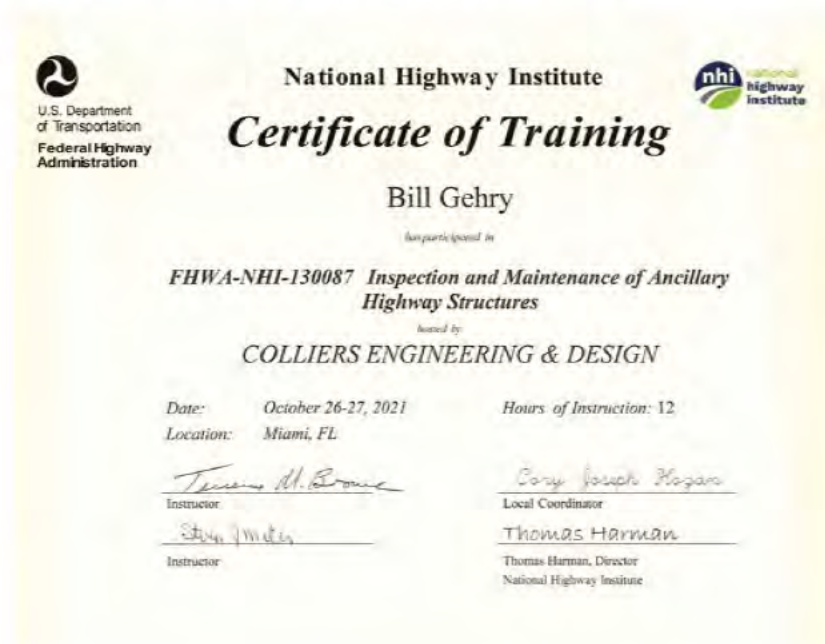 U.S. Department
of Transportation
Federal Highway
Administration
National Highway Institute
Certificate of Training
nhi national
highway
institute
Bill Gehry
has participated in
FHWA-NHI-130087 Inspection and Maintenance of Ancillary
Highway Structures
hosted by
COLLIERS ENGINEERING & DESIGN
Date: October 26-27, 2021
Hours of Instruction: 12
Location: Miami, FL
Cory Joseph Hogan
Instructor
Local Coordinator
Thomas Harman
Instructor
Thomas Harman, Director
National Highway Institute